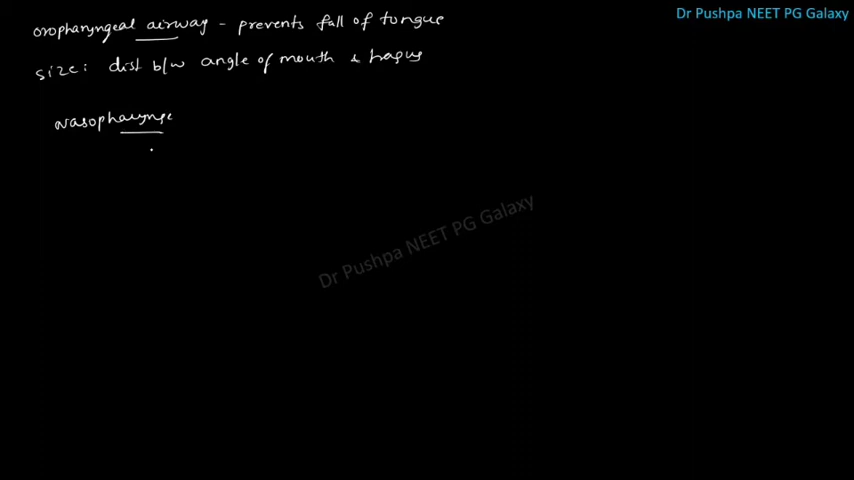 Dr Pushpa NEET PG Galaxy
oropharyngeal airway - prevents fall of tongue
size: dist b/w angle of mouth &
Nasopharynge
Dr Pushpa NEET PG Galaxy